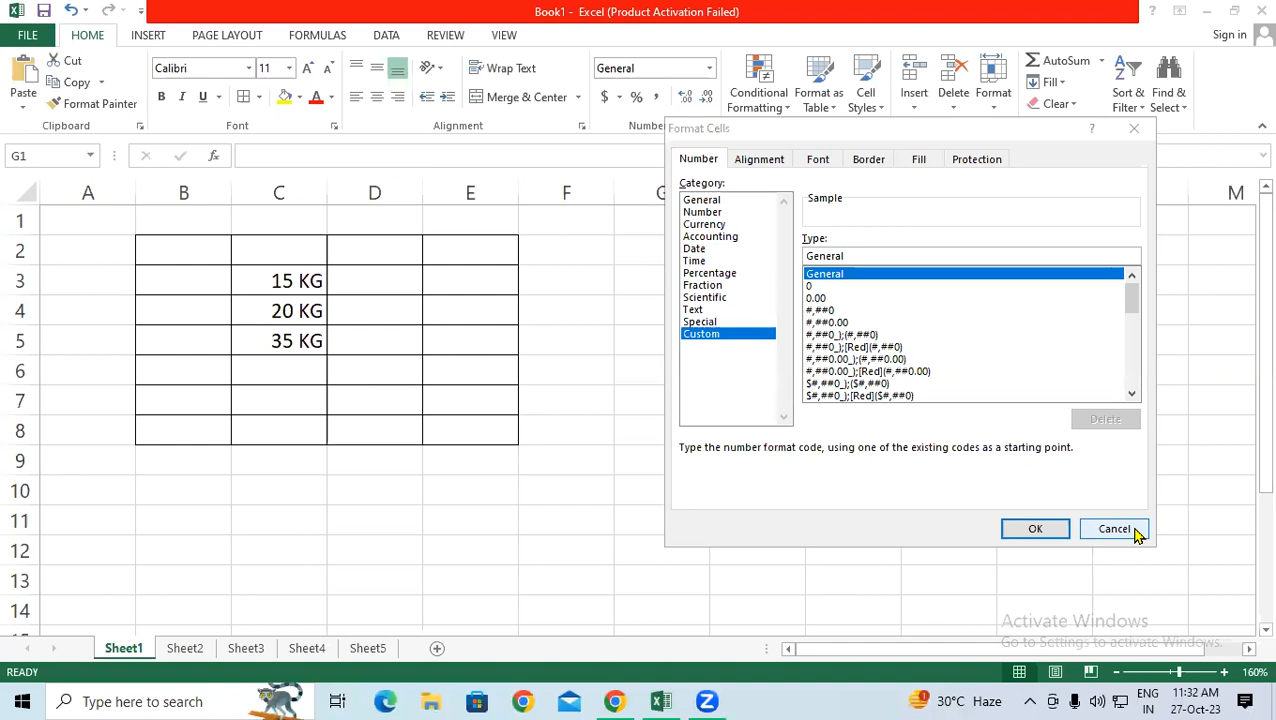 Book1 - Excel (Product Activation Failed)
FILE HOME INSERT PAGE LAYOUT FORMULAS DATA REVIEW VIEW Sign in
Paste
Cut
Copy
Format Painter
Clipboard
Calibri 11
B I U
Font
Wrap Text
Merge & Center
Alignment
General
$ % ,
Conditional Formatting
Format as Table
Cell Styles
Insert
Delete
Format
AutoSum
Fill
Clear
Sort & Filter
Find & Select
G1
fx
A B C D E F M
1
2
3 15 KG
4 20 KG
5 35 KG
6
7
8
9
10
11
12
13
14
Format Cells ?
Number Alignment Font Border Fill Protection
Category:
General
Number
Currency
Accounting
Date
Time
Percentage
Fraction
Scientific
Text
Special
Custom
Sample
Type:
General
General
0
0.00
#,##0
#,##0.00
#,##0_);(#,##0)
#,##0_);[Red](#,##0)
#,##0.00_);(#,##0.00)
#,##0.00_);[Red](#,##0.00)
$#,##0_);($#,##0)
$#,##0_);[Red]($#,##0)
Delete
Type the number format code, using one of the existing codes as a starting point.
OK Cancel
Activate Windows
Go to Settings to activate Windows.
Sheet1 Sheet2 Sheet3 Sheet4 Sheet5
READY 160%
Type here to search
30°C Haze
ENG
IN
11:32 AM
27-Oct-23